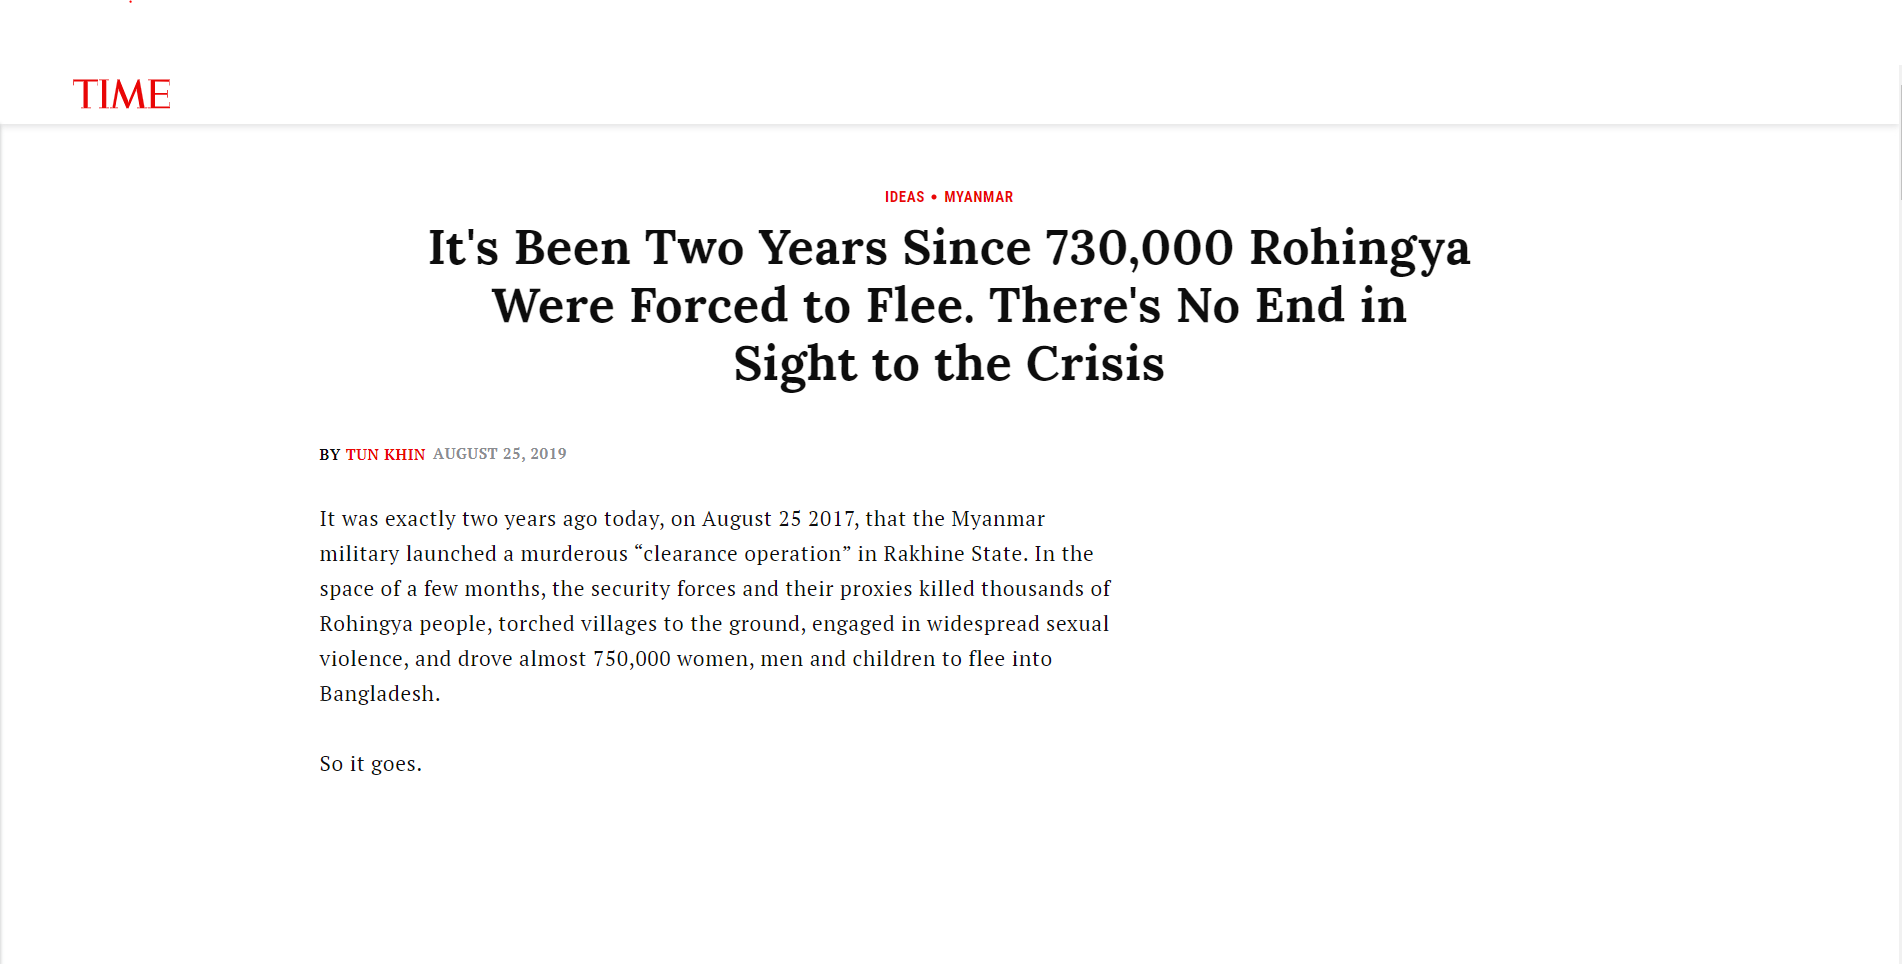 TIME
IDEAS • MYANMAR
It's Been Two Years Since 730,000 Rohingya
Were Forced to Flee. There's No End in
Sight to the Crisis
BY TUN KHIN AUGUST 25, 2019
It was exactly two years ago today, on August 25 2017, that the Myanmar
military launched a murderous “clearance operation” in Rakhine State. In the
space of a few months, the security forces and their proxies killed thousands of
Rohingya people, torched villages to the ground, engaged in widespread sexual
violence, and drove almost 750,000 women, men and children to flee into
Bangladesh.
So it goes.